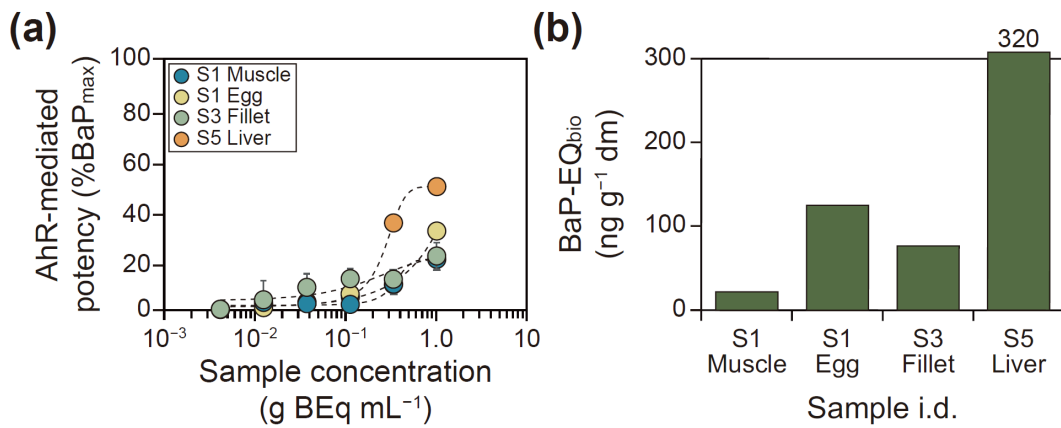 (a)
AhR-mediated
potency (%BaPmax)
100
80
60
40
20
0
S1 Muscle
S1 Egg
S3 Fillet
S5 Liver
10⁻³ 10⁻² 10⁻¹ 1.0 10
Sample concentration
(g BEq mL⁻¹)
(b)
BaP-EQbio
(ng g⁻¹ dm)
300
200
100
0
320
S1 S1 S3 S5
Muscle Egg Fillet Liver
Sample i.d.